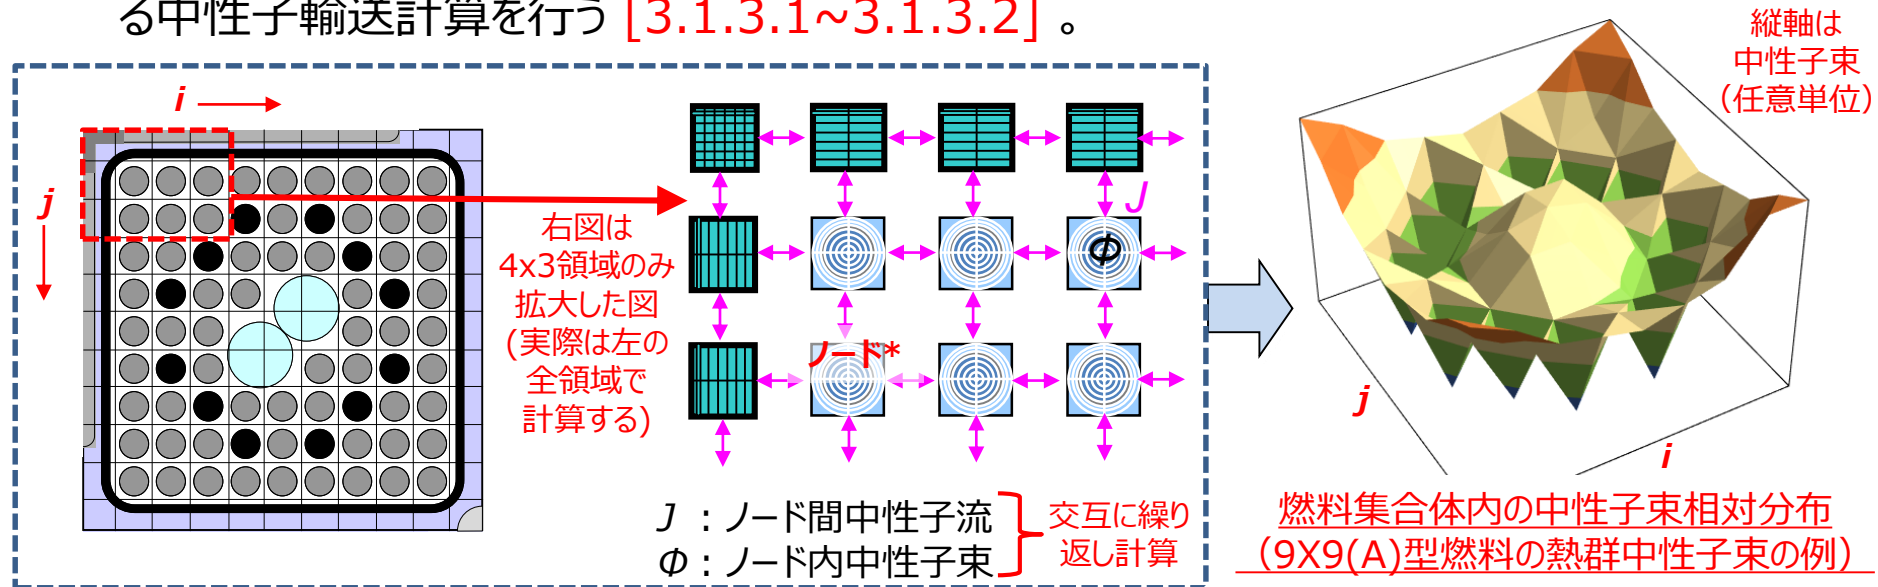 る中性子輸送計算を行う [3.1.3.1~3.1.3.2] 。
i
j
右図は
4x3領域のみ
拡大した図
(実際は左の
全領域で
計算する)
J
Φ
ノード*
J ：ノード間中性子流
Φ：ノード内中性子束
交互に繰り
返し計算
縦軸は
中性子束
（任意単位）
j
i
燃料集合体内の中性子束相対分布
（9X9(A)型燃料の熱群中性子束の例）